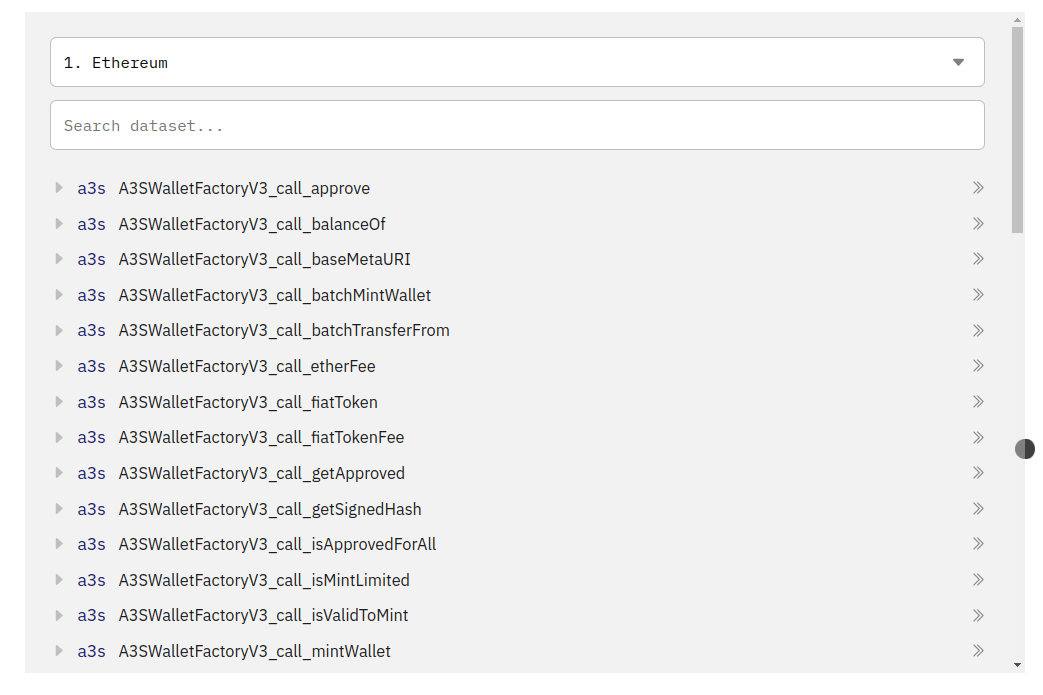 1. Ethereum
Search dataset...
a3s A3SWalletFactoryV3_call_approve
a3s A3SWalletFactoryV3_call_balanceOf
a3s A3SWalletFactoryV3_call_baseMetaURI
a3s A3SWalletFactoryV3_call_batchMintWallet
a3s A3SWalletFactoryV3_call_batchTransferFrom
a3s A3SWalletFactoryV3_call_etherFee
a3s A3SWalletFactoryV3_call_fiatToken
a3s A3SWalletFactoryV3_call_fiatTokenFee
a3s A3SWalletFactoryV3_call_getApproved
a3s A3SWalletFactoryV3_call_getSignedHash
a3s A3SWalletFactoryV3_call_isApprovedForAll
a3s A3SWalletFactoryV3_call_isMintLimited
a3s A3SWalletFactoryV3_call_isValidToMint
a3s A3SWalletFactoryV3_call_mintWallet